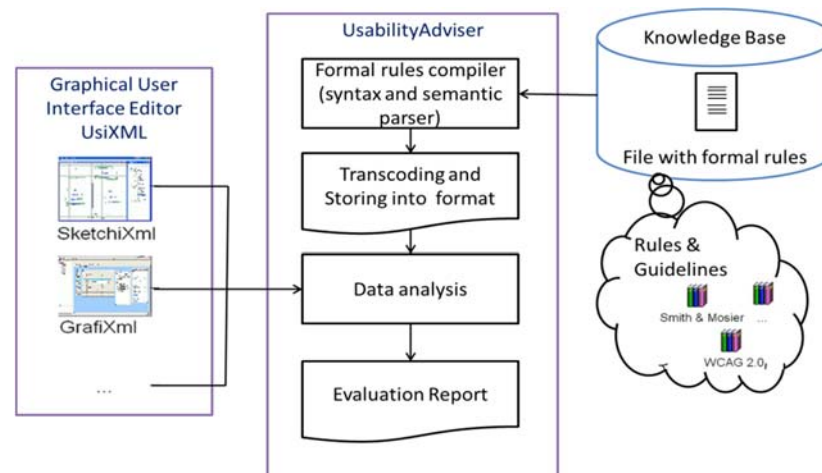 Graphical User
Interface Editor
UsiXML
SketchiXml
GrafiXml
...
UsabilityAdviser
Formal rules compiler
(syntax and semantic
parser)
Transcoding and
Storing into format
Data analysis
Evaluation Report
Knowledge Base
File with formal rules
Rules &
Guidelines
Smith & Mosier ...
WCAG 2.0,